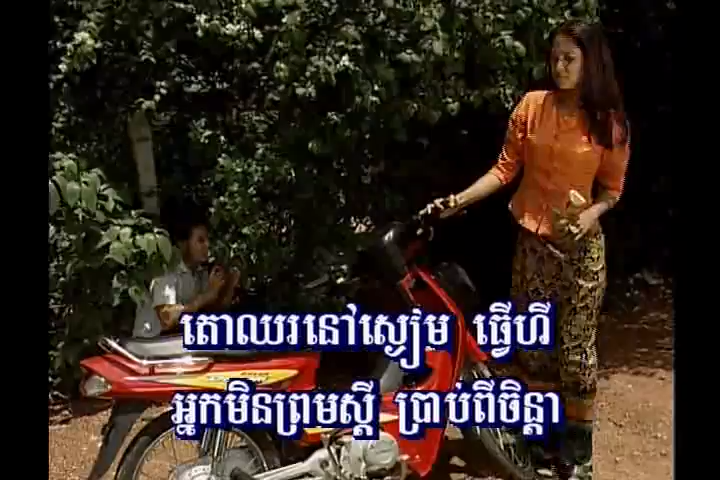 តោឈរនៅស្ងៀម ធ្វើហី
អ្នកមិនព្រមស្ដី ប្រាប់ពីចិន្តា